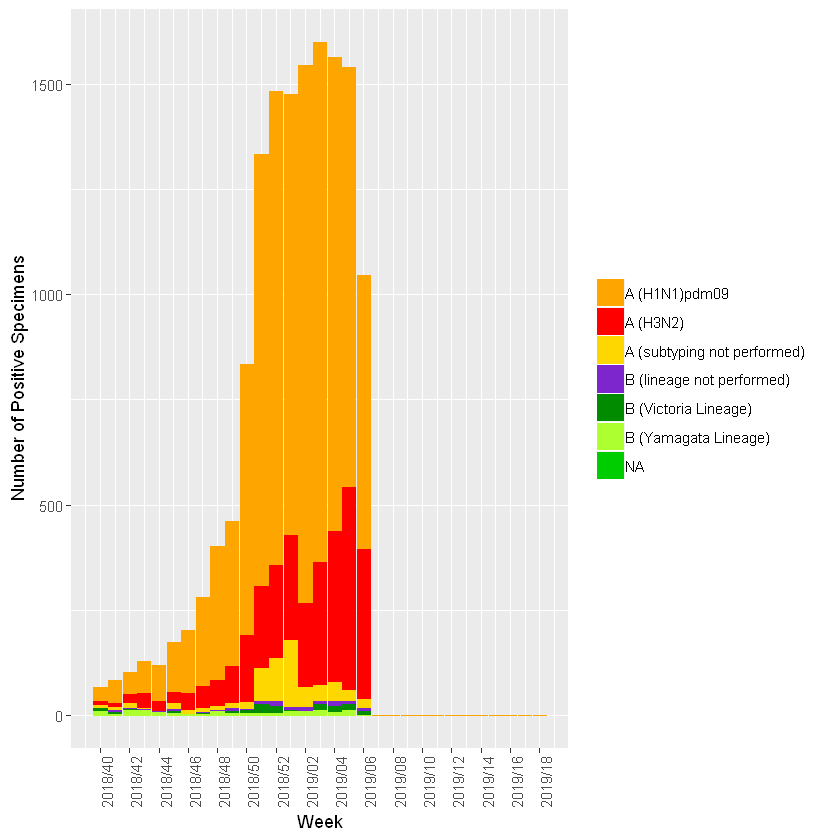 1500
1000
500
0
Number of Positive Specimens
2018/40
2018/42
2018/44
2018/46
2018/48
2018/50
2018/52
2019/02
2019/04
2019/06
2019/08
2019/10
2019/12
2019/14
2019/16
2019/18
Week
A (H1N1)pdm09
A (H3N2)
A (subtyping not performed)
B (lineage not performed)
B (Victoria Lineage)
B (Yamagata Lineage)
NA